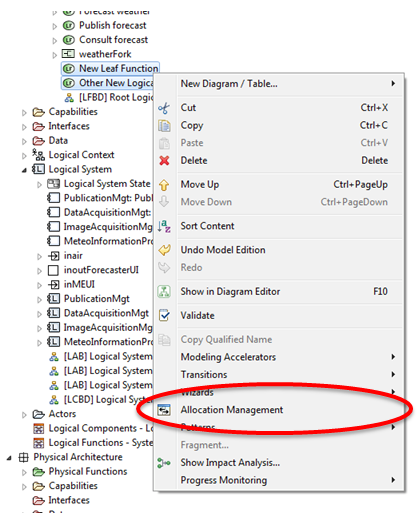 Forecast weather
Publish forecast
Consult forecast
weatherFork
New Leaf Function
Other New Logica
[LFBD] Root Logic
Capabilities
Interfaces
Data
Logical Context
Logical System
Logical System State
PublicationMgt: Publ
DataAcquisitionMgt:
ImageAcquisitionMgt
MeteoInformationPro
inair
inoutForecasterUI
inMEUI
PublicationMgt
DataAcquisitionMgt
ImageAcquisitionMgt
MeteoInformationPro
[LAB] Logical System
[LAB] Logical System
[LAB] Logical System
[LCBD] Logical Syste
Actors
Logical Components - Lo
Logical Functions - Syste
Physical Architecture
Physical Functions
Capabilities
Interfaces
New Diagram / Table...
Cut Ctrl+X
Copy Ctrl+C
Paste Ctrl+V
Delete Delete
Move Up Ctrl+PageUp
Move Down Ctrl+PageDown
Sort Content
Undo Model Edition
Redo
Show in Diagram Editor F10
Validate
Copy Qualified Name
Modeling Accelerators
Transitions
Wizards
Allocation Management
Patterns
Fragment...
Show Impact Analysis...
Progress Monitoring